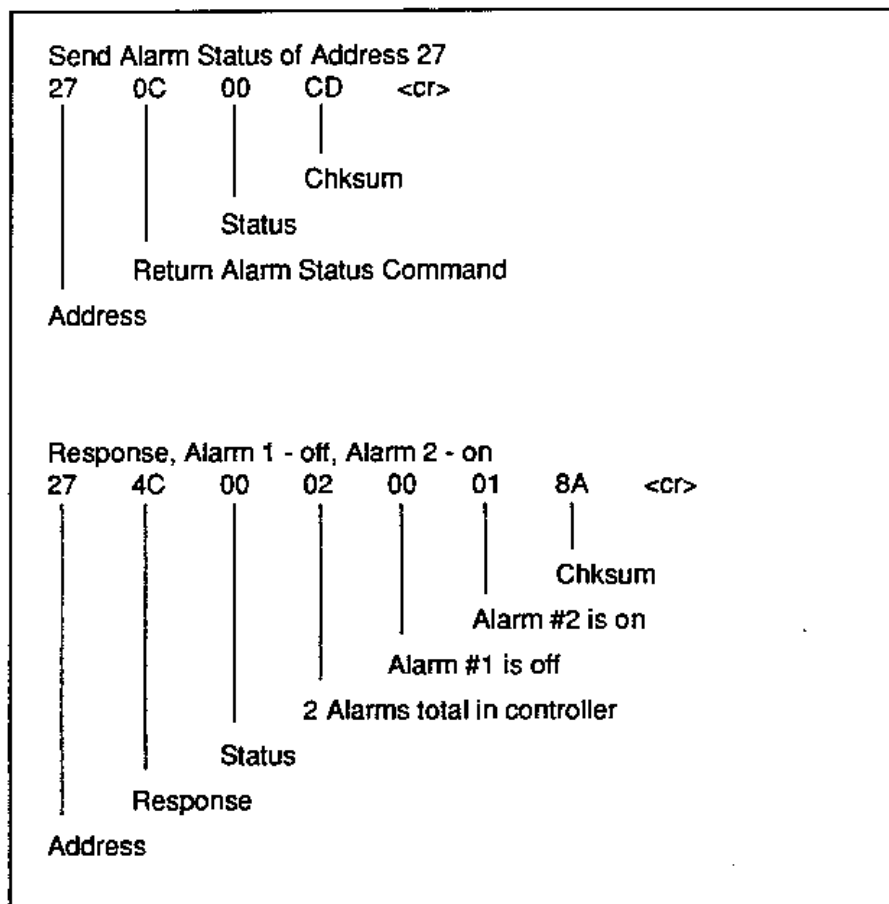 Send Alarm Status of Address 27
27 0C 00 CD <cr>
Chksum
Status
Return Alarm Status Command
Address
Response, Alarm 1 - off, Alarm 2 - on
27 4C 00 02 00 01 8A <cr>
Chksum
Alarm #2 is on
Alarm #1 is off
2 Alarms total in controller
Status
Response
Address